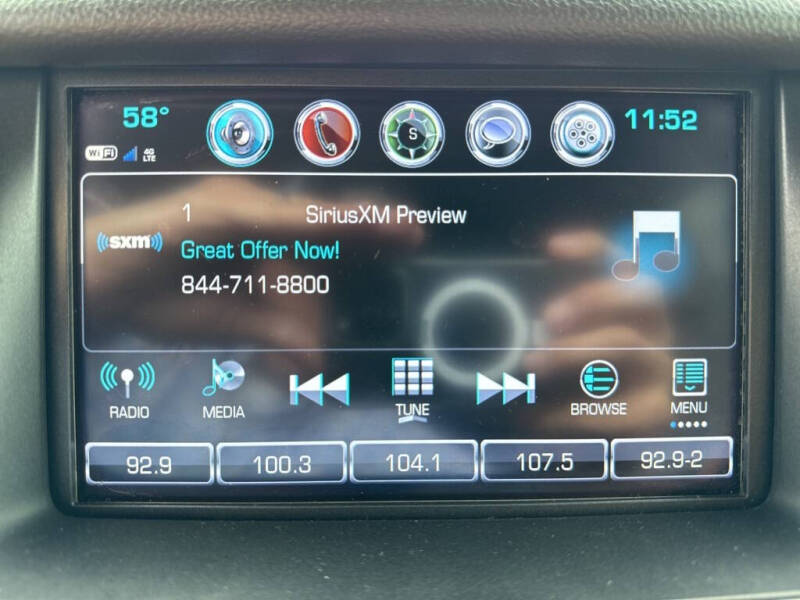 58° 11:52
S
WiFi 4G
LTE
1 SiriusXM Preview
((sxm))
Great Offer Now!
844-711-8800
RADIO MEDIA TUNE BROWSE MENU
92.9 100.3 104.1 107.5 92.9-2